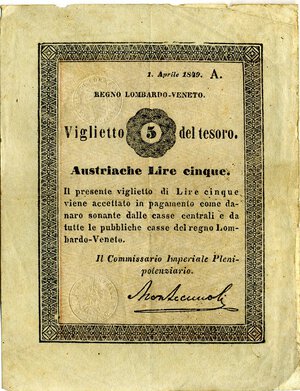 1. Aprile 1849. A.
REGNO LOMBARDO-VENETO.
Viglietto 5 del tesoro.
Austriache Lire cinque.
Il presente viglietto di Lire cinque
viene accettato in pagamento come da-
naro sonante dalle casse centrali e da
tutte le pubbliche casse del regno Lom-
bardo-Veneto.
Il Commissario Imperiale Pleni-
potenziario.
Montecuccoli